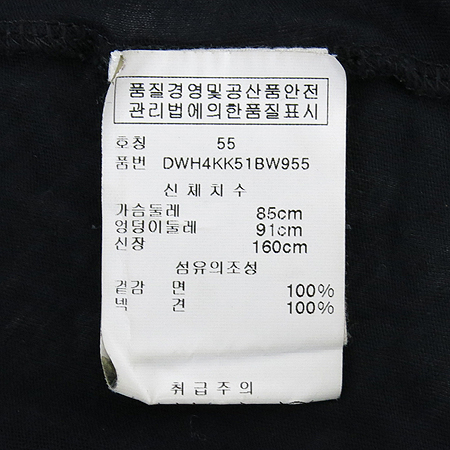 품질경영및공산품안전
관리법에의한품질표시
호칭 55
품번 DWH4KK51BW955
신체치수
가슴둘레 85cm
엉덩이둘레 91cm
신장 160cm
섬유의조성
겉감 면 100%
넥 견 100%
취급주의